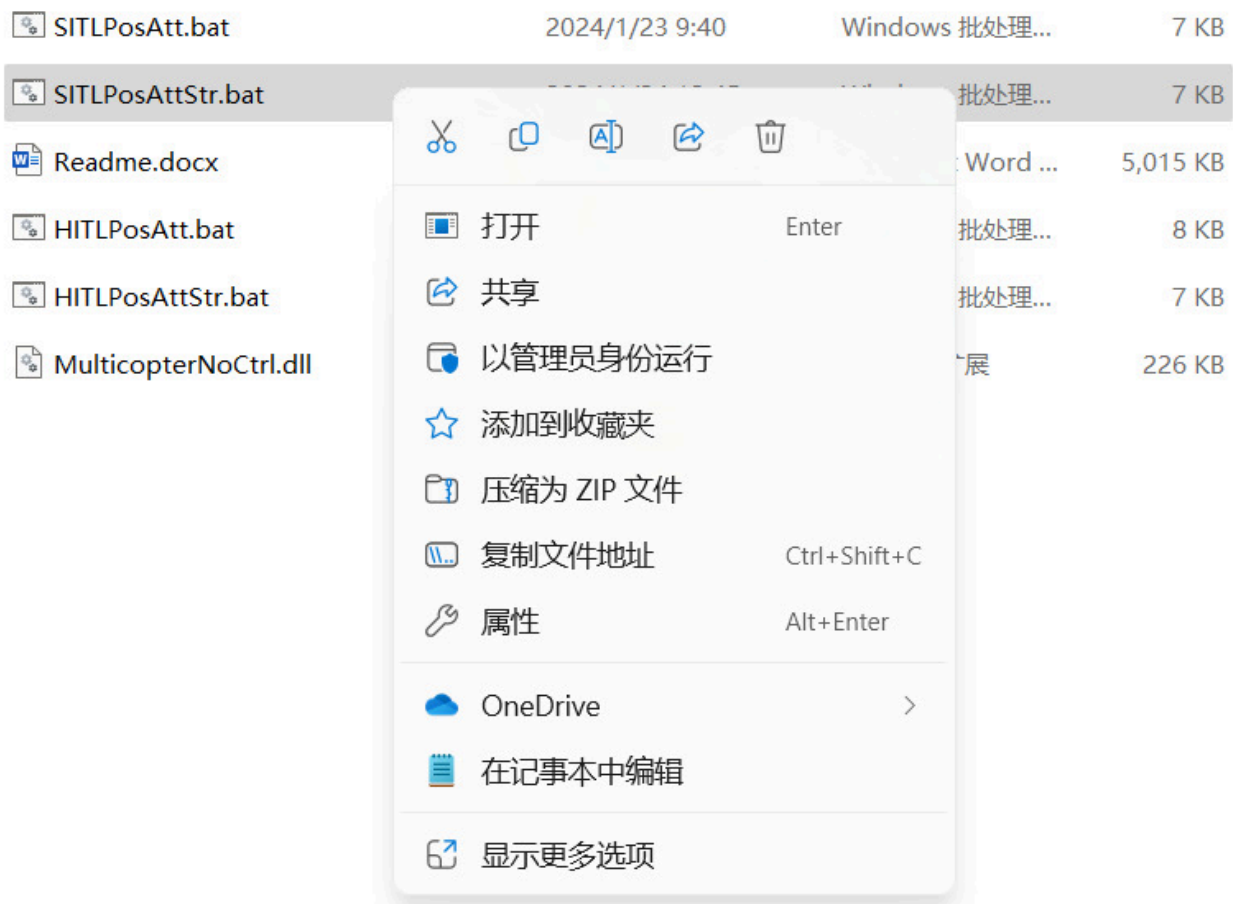 SITLPosAtt.bat 2024/1/23 9:40 Windows 批处理... 7 KB
SITLPosAttStr.bat 批处理... 7 KB
Readme.docx Word ... 5,015 KB
HITLPosAtt.bat 批处理... 8 KB
HITLPosAttStr.bat 批处理... 7 KB
MulticopterNoCtrl.dll 展 226 KB
打开 Enter
共享
以管理员身份运行
添加到收藏夹
压缩为 ZIP 文件
复制文件地址 Ctrl+Shift+C
属性 Alt+Enter
OneDrive
在记事本中编辑
显示更多选项